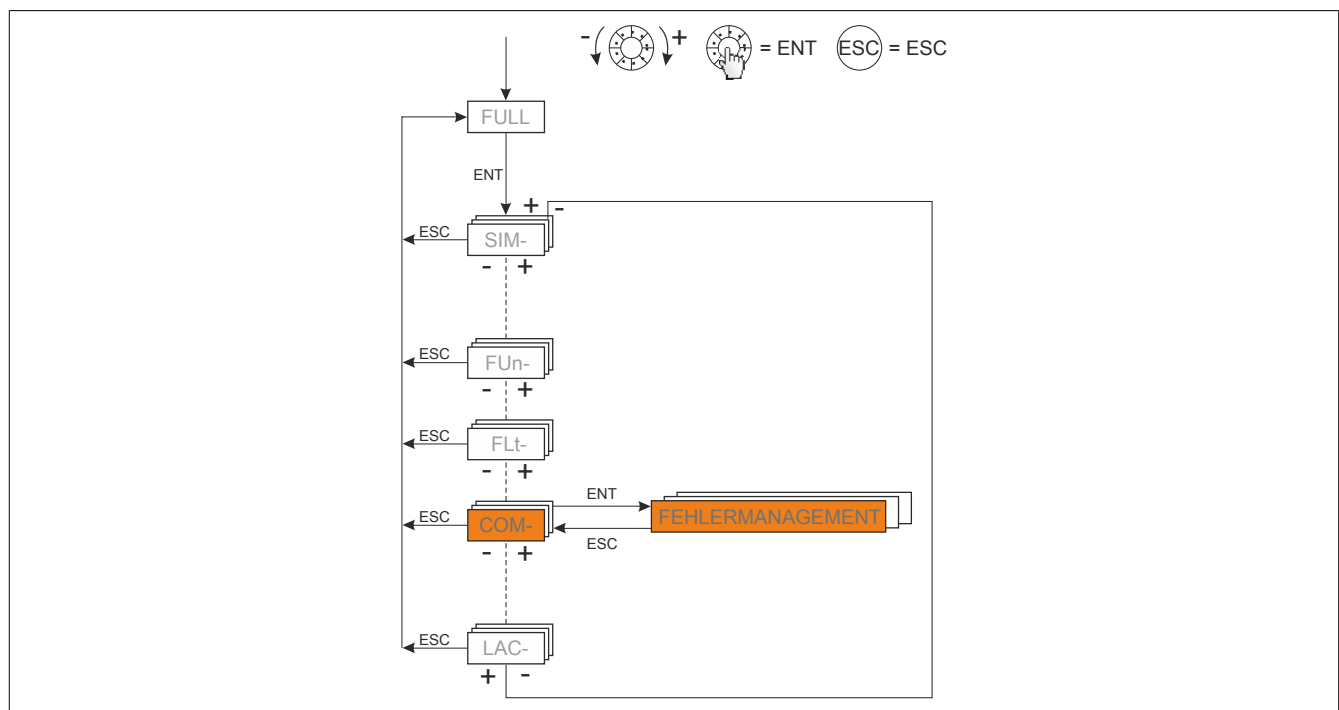 - + = ENT ESC = ESC
FULL
ENT
+ -
ESC SIM-
- +
ESC FUn-
- +
ESC FLt-
- +
ENT
ESC COM- FEHLERMANAGEMENT
ESC
- +
ESC LAC-
+ -